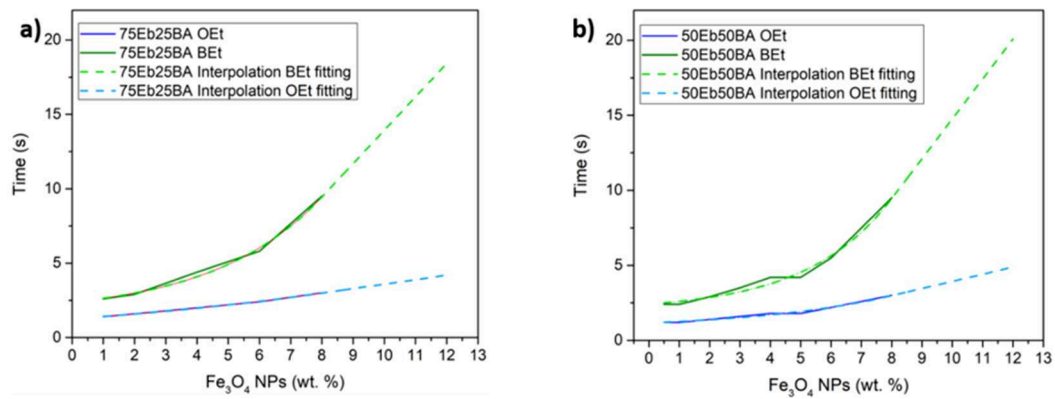 a)
75Eb25BA OEt
75Eb25BA BEt
75Eb25BA Interpolation BEt fitting
75Eb25BA Interpolation OEt fitting
20
15
10
5
0
Time (s)
0 1 2 3 4 5 6 7 8 9 10 11 12 13
Fe₃O₄ NPs (wt. %)
b)
50Eb50BA OEt
50Eb50BA BEt
50Eb50BA Interpolation BEt fitting
50Eb50BA Interpolation OEt fitting
20
15
10
5
0
Time (s)
0 1 2 3 4 5 6 7 8 9 10 11 12 13
Fe₃O₄ NPs (wt. %)